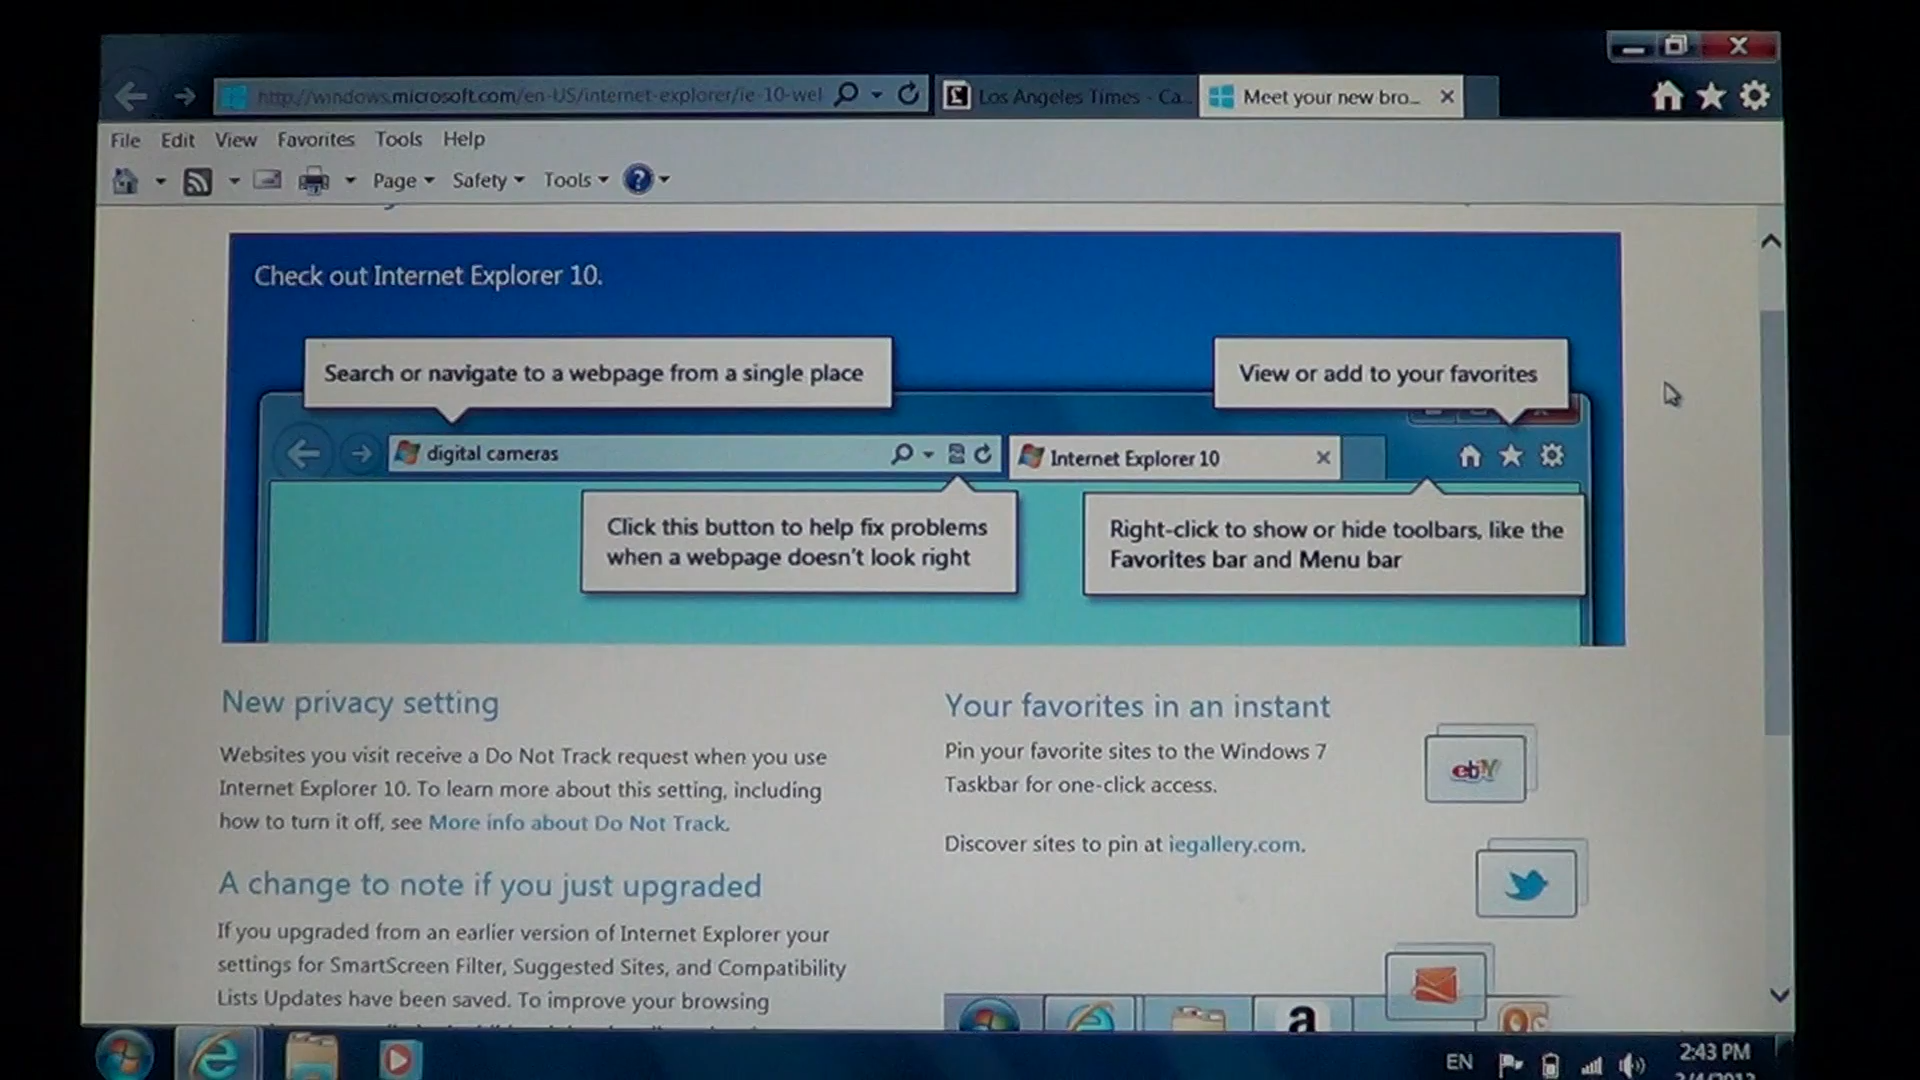 http://windows.microsoft.com/en-US/internet-explorer/ie-10-wel
Los Angeles Times - Ca...
Meet your new bro...
File Edit View Favorites Tools Help
Page Safety Tools
Check out Internet Explorer 10.
Search or navigate to a webpage from a single place
View or add to your favorites
digital cameras
Internet Explorer 10
Click this button to help fix problems
when a webpage doesn't look right
Right-click to show or hide toolbars, like the
Favorites bar and Menu bar
New privacy setting
Websites you visit receive a Do Not Track request when you use
Internet Explorer 10. To learn more about this setting, including
how to turn it off, see More info about Do Not Track.
A change to note if you just upgraded
If you upgraded from an earlier version of Internet Explorer your
settings for SmartScreen Filter, Suggested Sites, and Compatibility
Lists Updates have been saved. To improve your browsing
Your favorites in an instant
Pin your favorite sites to the Windows 7
Taskbar for one-click access.
Discover sites to pin at iegallery.com.
ebY
a
EN
2:43 PM